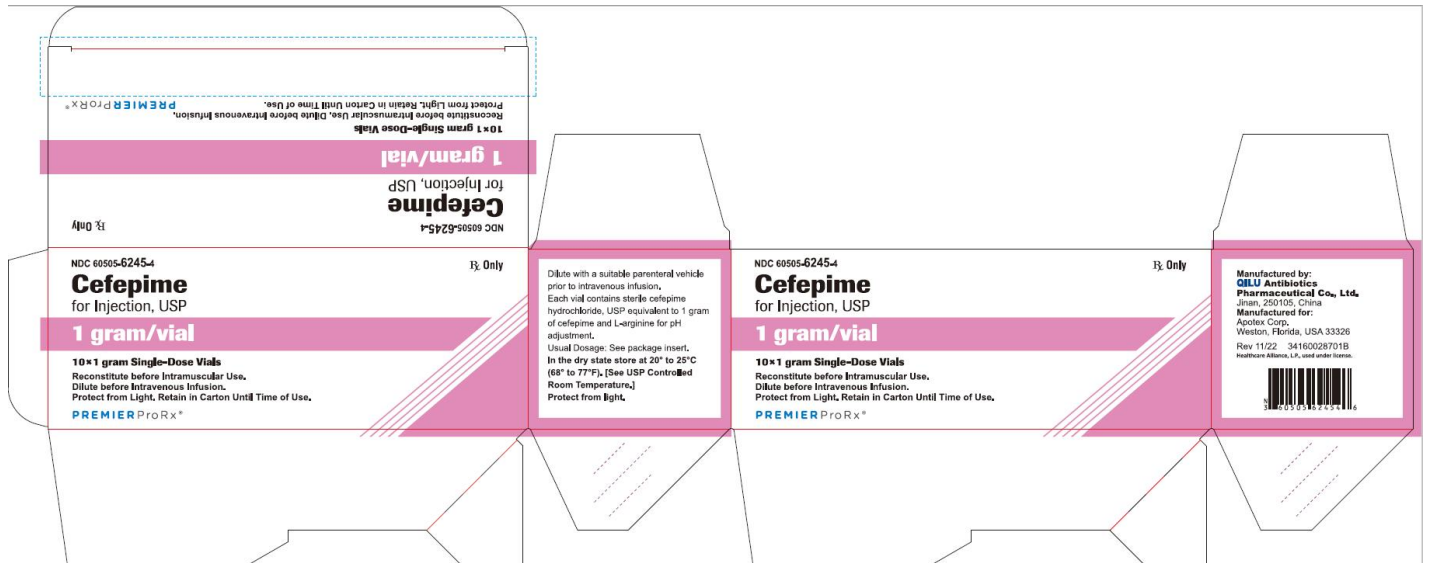 PREMIERProRx®
Reconstitute before Intramuscular Use, Dilute before Intravenous Infusion,
Protect from Light. Retain in Carton Until Time of Use.
10×1 gram Single-Dose Vials
1 gram/vial
for Injection, USP
Cefepime
NDC 60505-6245-4
Rx Only
NDC 60505-6245-4
Rx Only
Cefepime
for Injection, USP
1 gram/vial
10×1 gram Single-Dose Vials
Reconstitute before Intramuscular Use.
Dilute before Intravenous Infusion.
Protect from Light. Retain in Carton Until Time of Use.
PREMIERProRx®
Dilute with a suitable parenteral vehicle
prior to intravenous infusion.
Each vial contains sterile cefepime
hydrochloride, USP equivalent to 1 gram
of cefepime and L-arginine for pH
adjustment.
Usual Dosage: See package insert.
In the dry state store at 20° to 25°C
(68° to 77°F). [See USP Controlled
Room Temperature.]
Protect from light.
NDC 60505-6245-4
Rx Only
Cefepime
for Injection, USP
1 gram/vial
10×1 gram Single-Dose Vials
Reconstitute before Intramuscular Use.
Dilute before Intravenous Infusion.
Protect from Light. Retain in Carton Until Time of Use.
PREMIERProRx®
Manufactured by:
QILU Antibiotics
Pharmaceutical Co., Ltd.
Jinan, 250105, China
Manufactured for:
Apotex Corp.
Weston, Florida, USA 33326
Rev 11/22 34160028701B
Healthcare Alliance, L.P., used under license.
N
3 60505 62454 6